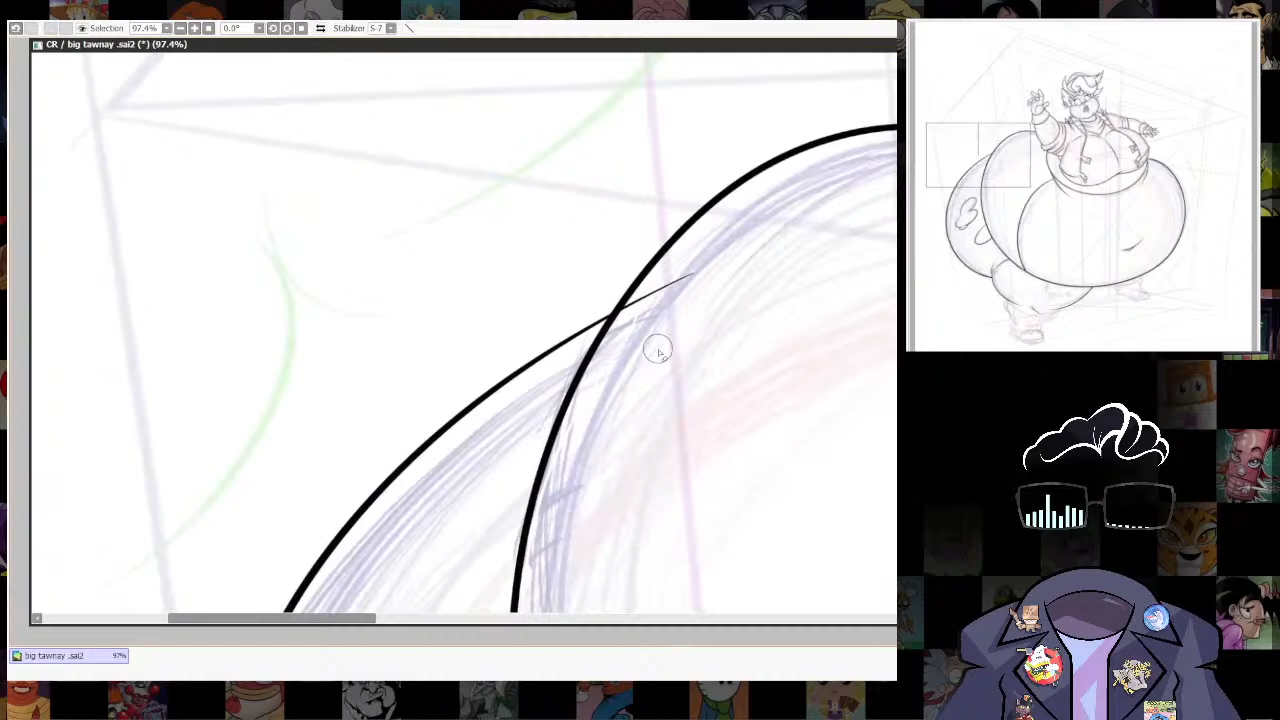 Selection 97.4% 0.0° Stabilizer S-7
CR / big tawnay .sai2 (*) (97.4%)
big tawnay .sai2 97%